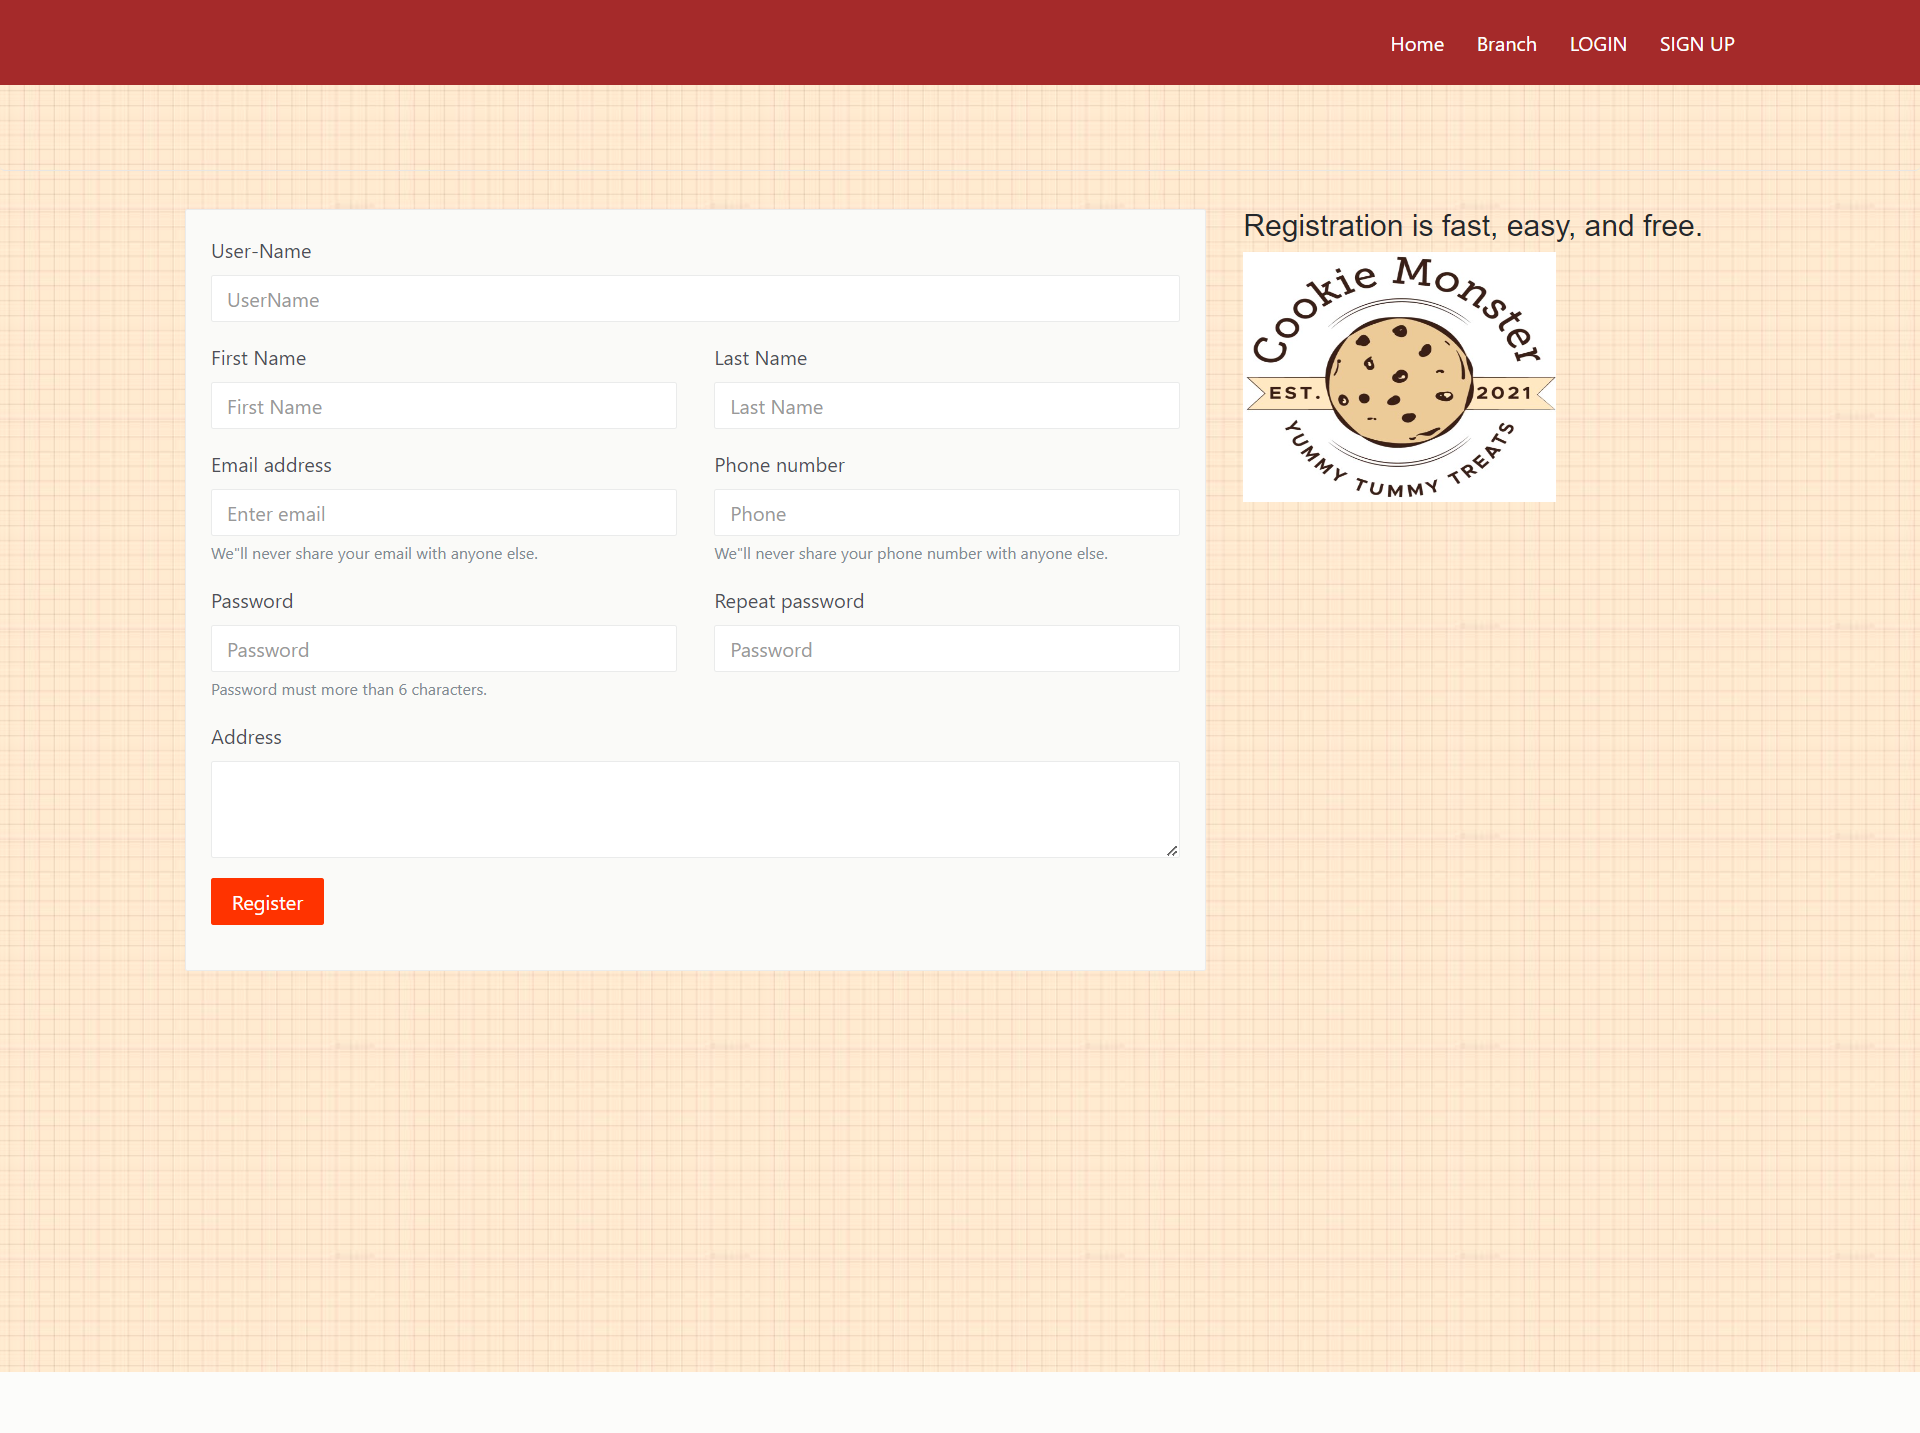 Home Branch LOGIN SIGN UP
User-Name
UserName
First Name Last Name
First Name Last Name
Email address Phone number
Enter email Phone
We"ll never share your email with anyone else. We"ll never share your phone number with anyone else.
Password Repeat password
Password Password
Password must more than 6 characters.
Address
Register
Registration is fast, easy, and free.
Cookie Monster
EST. 2021
YUMMY TUMMY TREATS